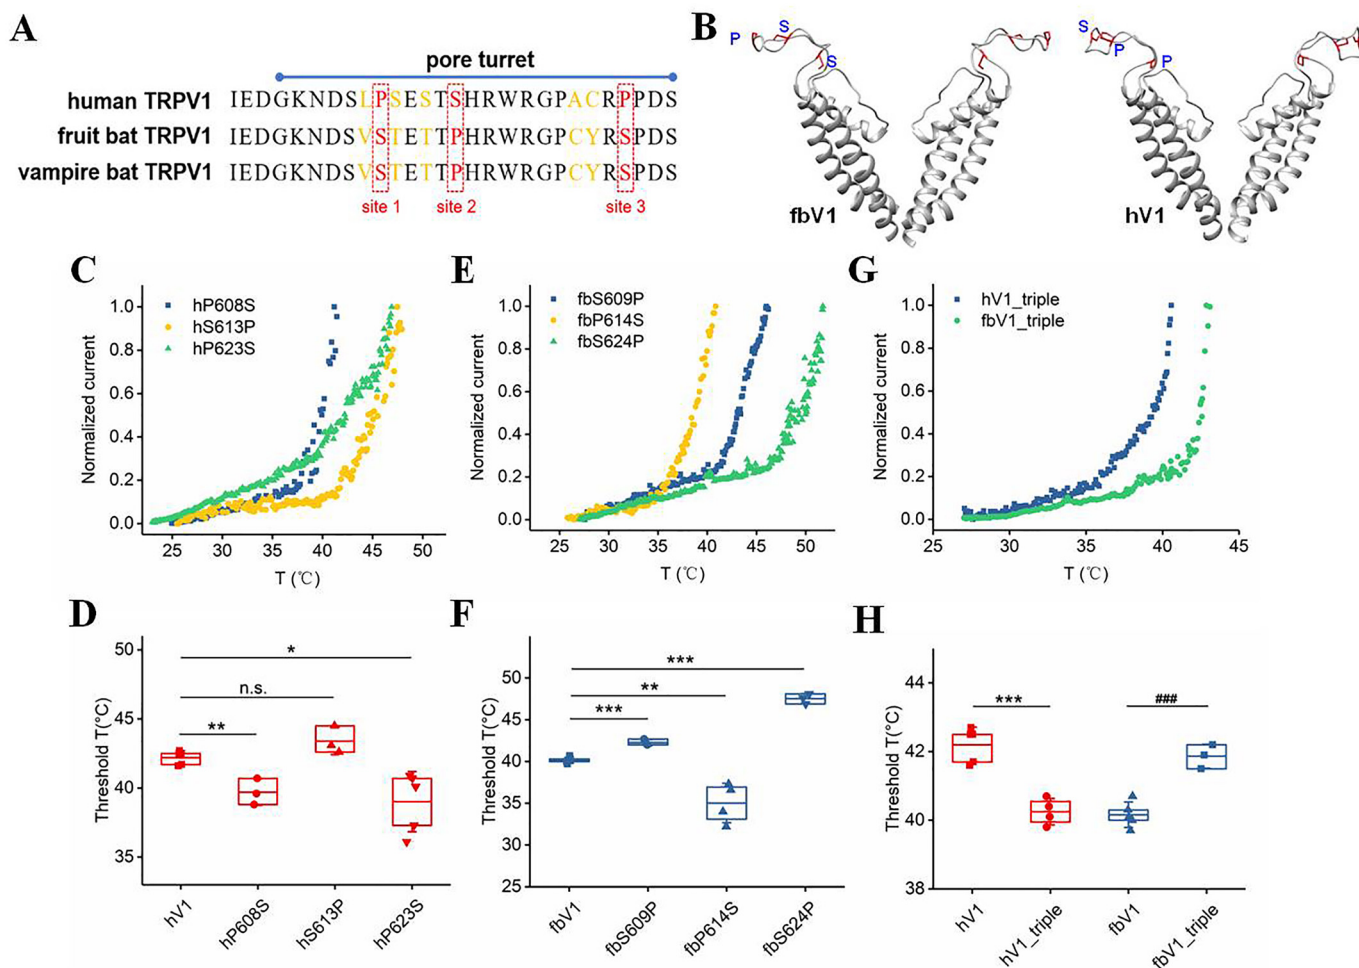 A
pore turret
human TRPV1 IEDGKNDSLPSESTSHRWRGPACRPPDS
fruit bat TRPV1 IEDGKNDSVSTETTPHRWRGPCYRSPDS
vampire bat TRPV1 IEDGKNDSVSTETTPHRWRGPCYRSPDS
site 1 site 2 site 3
B
P S S
fbV1
S P P
hV1
C
hP608S
hS613P
hP623S
Normalized current
1.0
0.8
0.6
0.4
0.2
0.0
25 30 35 40 45 50
T (℃)
E
fbS609P
fbP614S
fbS624P
Normalized current
1.0
0.8
0.6
0.4
0.2
0.0
30 35 40 45 50
T (℃)
G
hV1_triple
fbV1_triple
Normalized current
1.0
0.8
0.6
0.4
0.2
0.0
25 30 35 40 45
T (℃)
D
Threshold T(°C)
50
45
40
35
*
n.s.
**
hV1 hP608S hS613P hP623S
F
Threshold T(°C)
50
45
40
35
30
25
***
**
***
fbV1 fbS609P fbP614S fbS624P
H
Threshold T(°C)
44
42
40
38
*** ###
hV1 hV1_triple fbV1 fbV1_triple